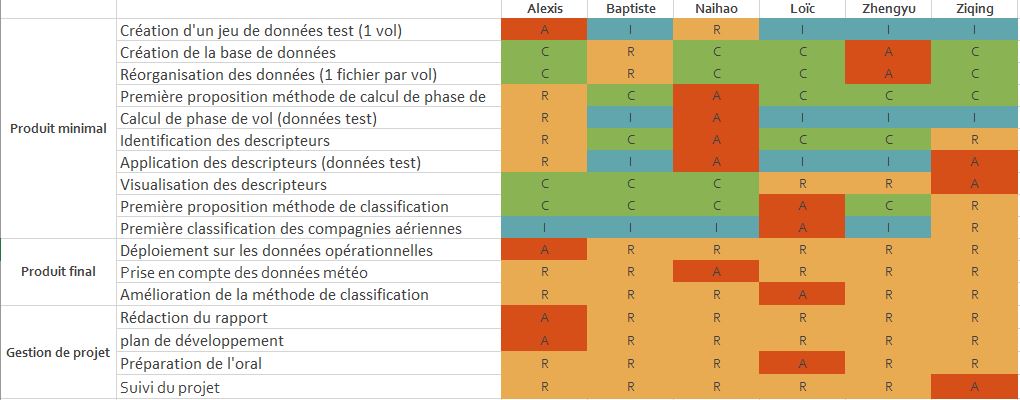 Alexis Baptiste Naihao Loïc Zhengyu Ziqing
Produit minimal
Création d'un jeu de données test (1 vol) A I R I I I
Création de la base de données C R C C A C
Réorganisation des données (1 fichier par vol) C R C C A C
Première proposition méthode de calcul de phase de R C A C C C
Calcul de phase de vol (données test) R I A I I I
Identification des descripteurs R C A C C R
Application des descripteurs (données test) R I A I I A
Visualisation des descripteurs C C C R R A
Première proposition méthode de classification C C C A C R
Première classification des compagnies aériennes I I I A I R
Produit final
Déploiement sur les données opérationnelles A R R R R R
Prise en compte des données météo R R A R R R
Amélioration de la méthode de classification R R R A R R
Gestion de projet
Rédaction du rapport A R R R R R
plan de développement A R R R R R
Préparation de l'oral R R R A R R
Suivi du projet R R R R R A